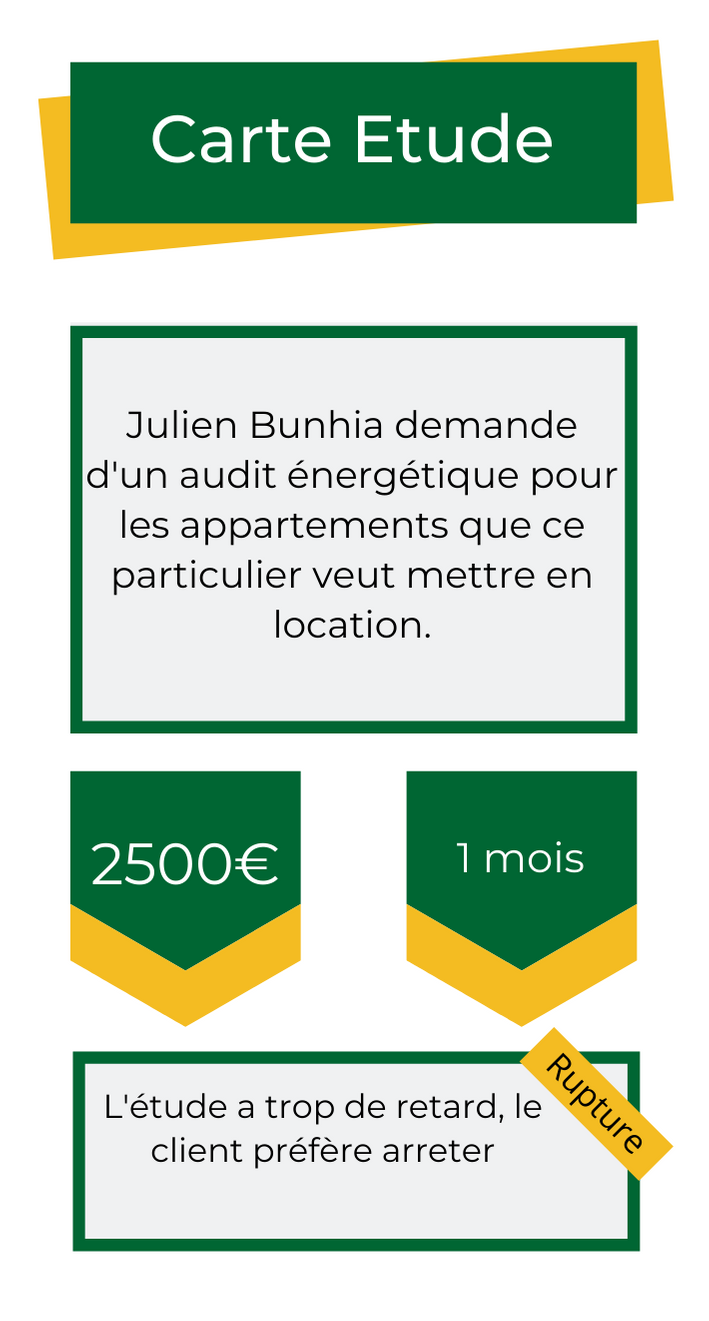 Carte Etude
Julien Bunhia demande
d'un audit énergétique pour
les appartements que ce
particulier veut mettre en
location.
2500€
1 mois
Rupture
L'étude a trop de retard, le
client préfère arreter